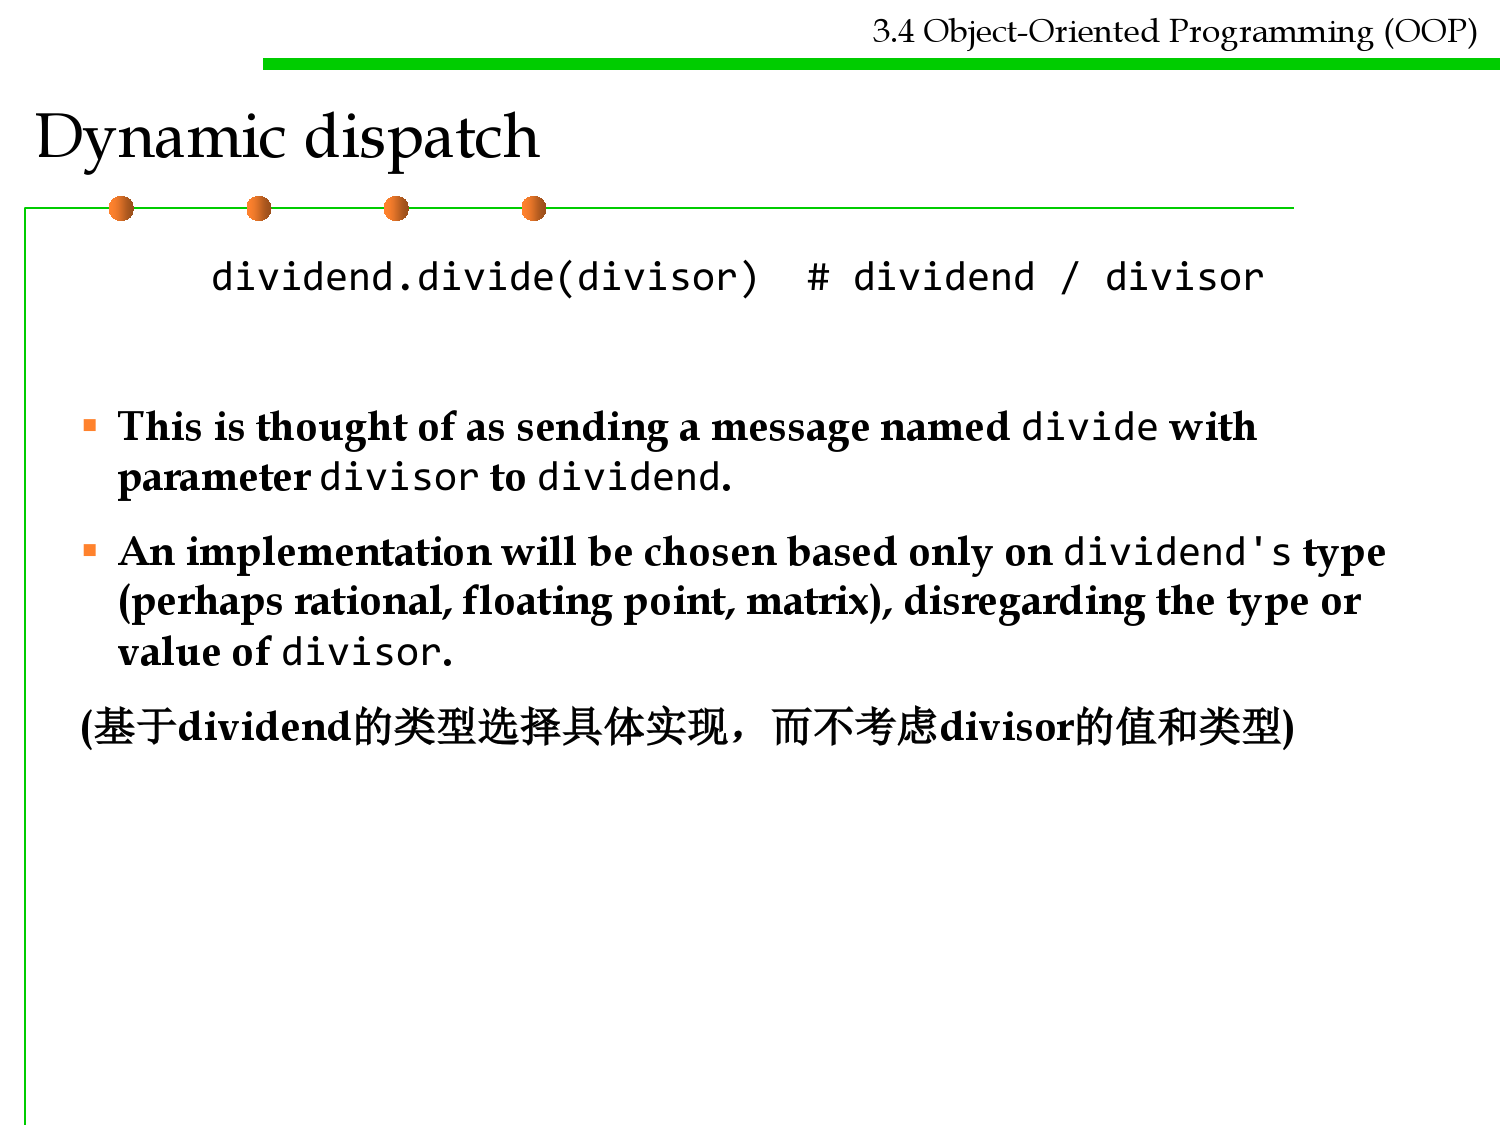 3.4 Object-Oriented Programming (OOP)
Dynamic dispatch
dividend.divide(divisor)  # dividend / divisor
▪ This is thought of as sending a message named divide with
parameter divisor to dividend.
▪ An implementation will be chosen based only on dividend's type
(perhaps rational, floating point, matrix), disregarding the type or
value of divisor.
(基于dividend的类型选择具体实现，而不考虑divisor的值和类型)